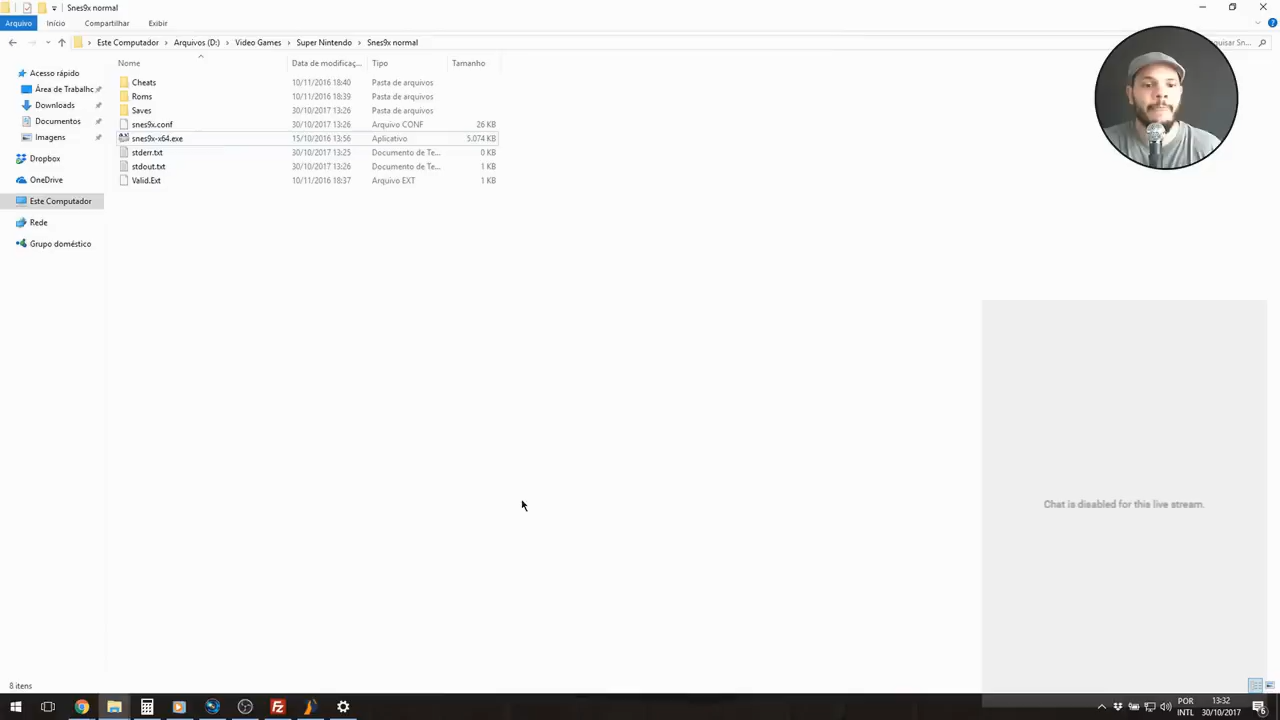 Snes9x normal
Arquivo Início Compartilhar Exibir
Este Computador Arquivos (D:) Video Games Super Nintendo Snes9x normal
Sn...
Nome Data de modificaç... Tipo Tamanho
Acesso rápido
Área de Trabalhc
Downloads
Documentos
Imagens
Dropbox
OneDrive
Este Computador
Rede
Grupo doméstico
Cheats 10/11/2016 18:40 Pasta de arquivos
Roms 10/11/2016 18:39 Pasta de arquivos
Saves 30/10/2017 13:26 Pasta de arquivos
snes9x.conf 30/10/2017 13:26 Arquivo CONF 26 KB
snes9x-x64.exe 15/10/2016 13:56 Aplicativo 5.074 KB
stderr.txt 30/10/2017 13:25 Documento de Te... 0 KB
stdout.txt 30/10/2017 13:26 Documento de Te... 1 KB
Valid.Ext 10/11/2016 18:37 Arquivo EXT 1 KB
Chat is disabled for this live stream.
8 itens
POR
INTL
13:32
30/10/2017